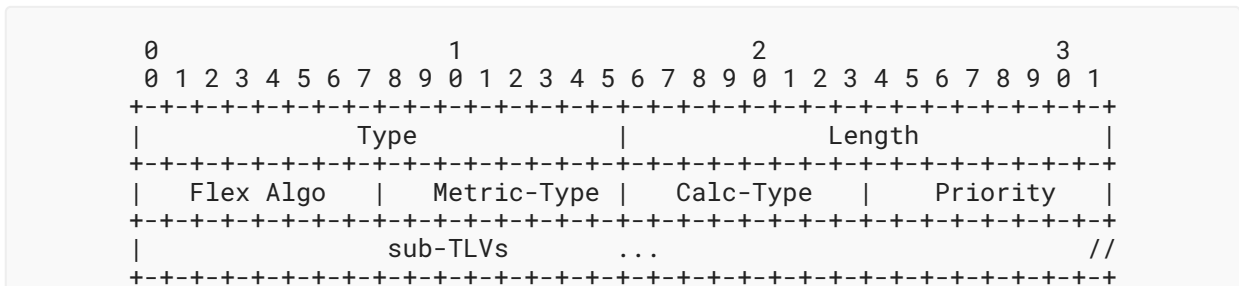 0                   1                   2                   3
 0 1 2 3 4 5 6 7 8 9 0 1 2 3 4 5 6 7 8 9 0 1 2 3 4 5 6 7 8 9 0 1
+-+-+-+-+-+-+-+-+-+-+-+-+-+-+-+-+-+-+-+-+-+-+-+-+-+-+-+-+-+-+-+-+
|              Type             |             Length            |
+-+-+-+-+-+-+-+-+-+-+-+-+-+-+-+-+-+-+-+-+-+-+-+-+-+-+-+-+-+-+-+-+
|   Flex Algo   |   Metric-Type |   Calc-Type   |    Priority   |
+-+-+-+-+-+-+-+-+-+-+-+-+-+-+-+-+-+-+-+-+-+-+-+-+-+-+-+-+-+-+-+-+
|                sub-TLVs       ...                            //
+-+-+-+-+-+-+-+-+-+-+-+-+-+-+-+-+-+-+-+-+-+-+-+-+-+-+-+-+-+-+-+-+